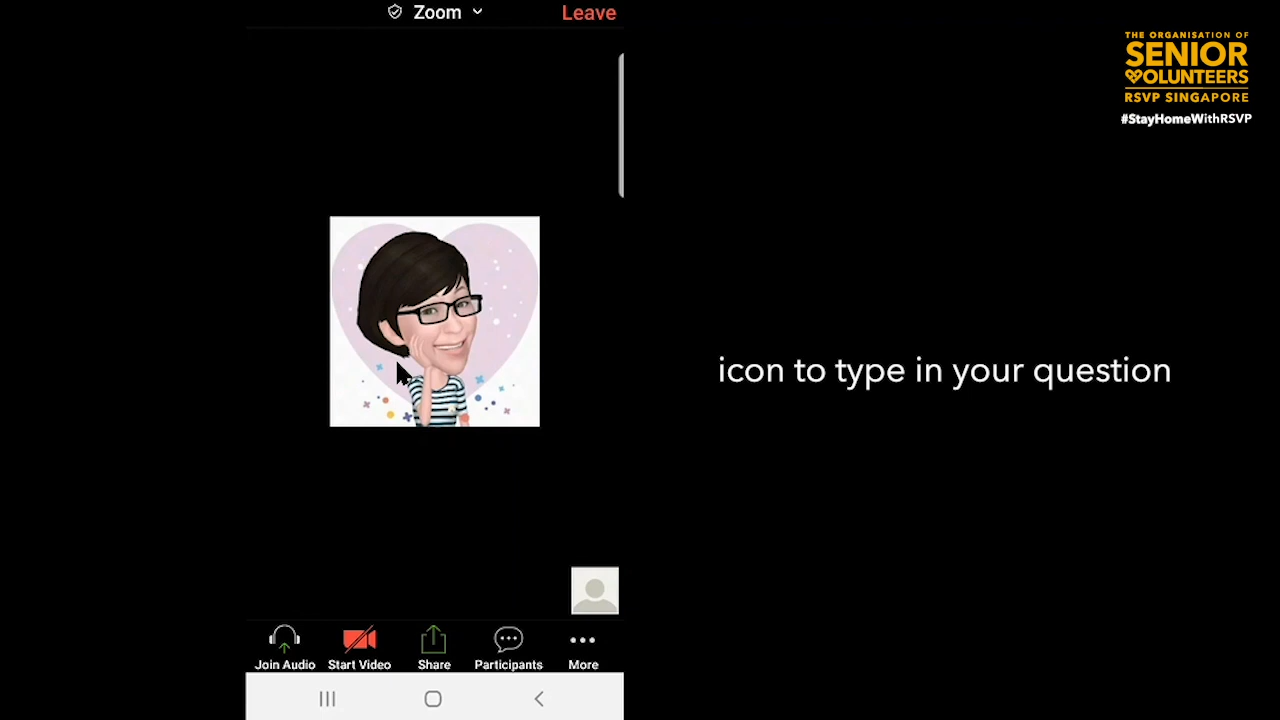 Zoom
Leave
THE ORGANISATION OF
SENIOR
VOLUNTEERS
RSVP SINGAPORE
#StayHomeWithRSVP
icon to type in your question
Join Audio
Start Video
Share
Participants
More